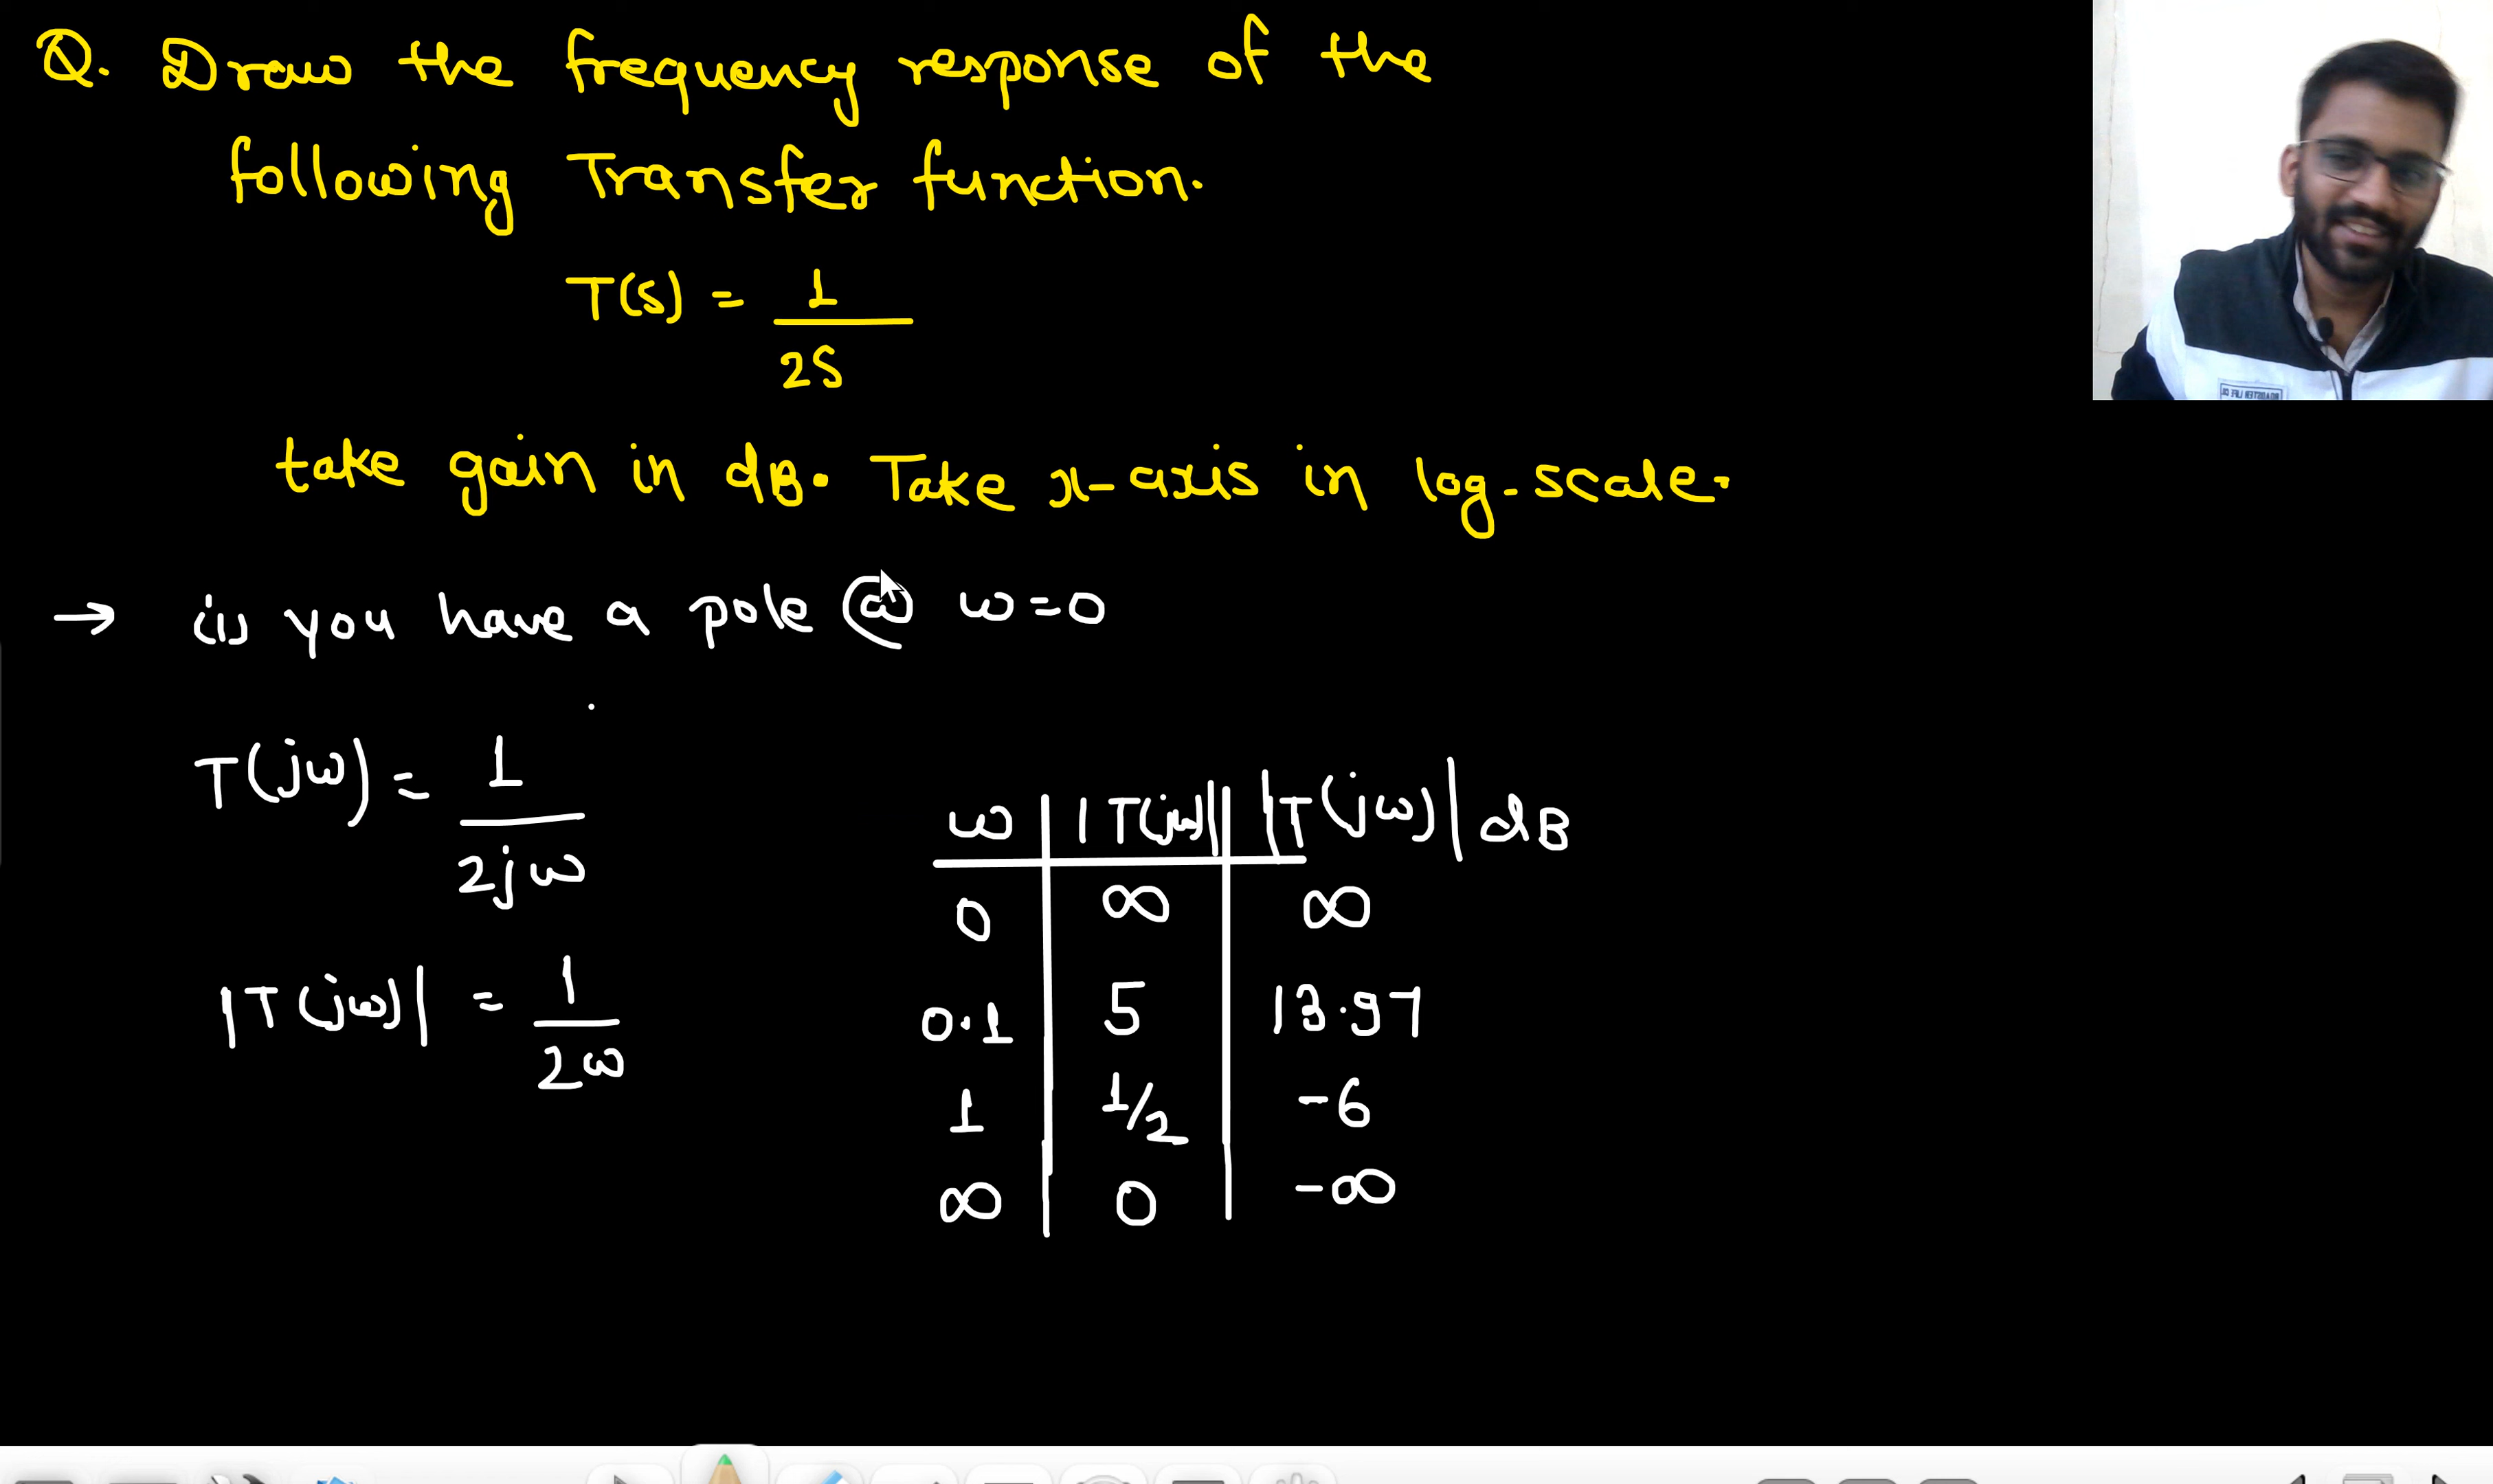 Q. Draw the frequency response of the
following Transfer function.
T(s) = 1
2s
take gain in dB. Take x-axis in log-scale.
→ (i) you have a pole @ ω=0
T(jω) = 1
2jω
|T(jω)| = 1
2ω
ω |T(jω)| |T(jω)| dB
0 ∞ ∞
0.1 5 13.97
1 1/2 -6
∞ 0 -∞